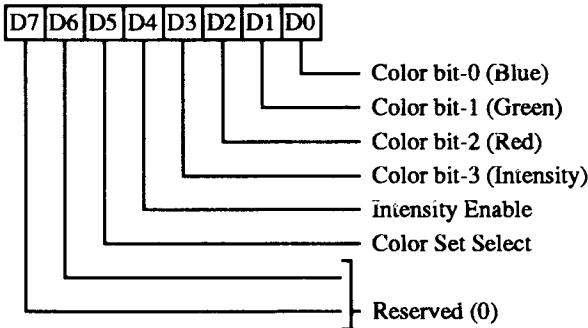 D7 D6 D5 D4 D3 D2 D1 D0
Color bit-0 (Blue)
Color bit-1 (Green)
Color bit-2 (Red)
Color bit-3 (Intensity)
Intensity Enable
Color Set Select
Reserved (0)